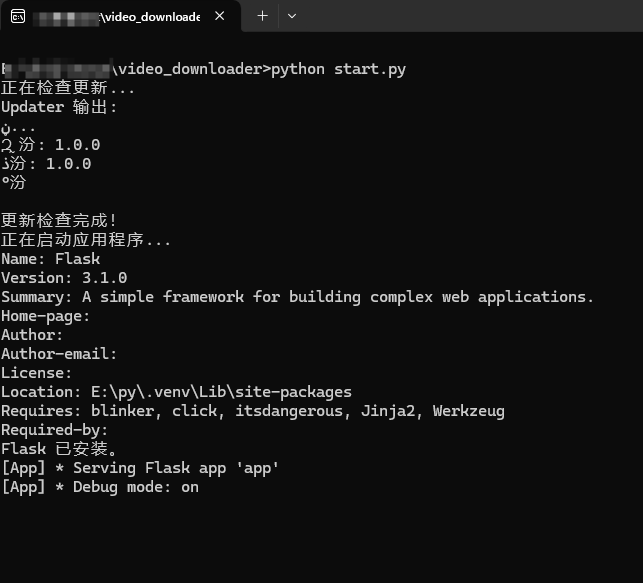 \video_downloade
\video_downloader>python start.py
正在检查更新...
Updater 输出:
...
汾: 1.0.0
汾: 1.0.0
汾
更新检查完成!
正在启动应用程序...
Name: Flask
Version: 3.1.0
Summary: A simple framework for building complex web applications.
Home-page:
Author:
Author-email:
License:
Location: E:\py\.venv\Lib\site-packages
Requires: blinker, click, itsdangerous, Jinja2, Werkzeug
Required-by:
Flask 已安装。
[App] * Serving Flask app 'app'
[App] * Debug mode: on